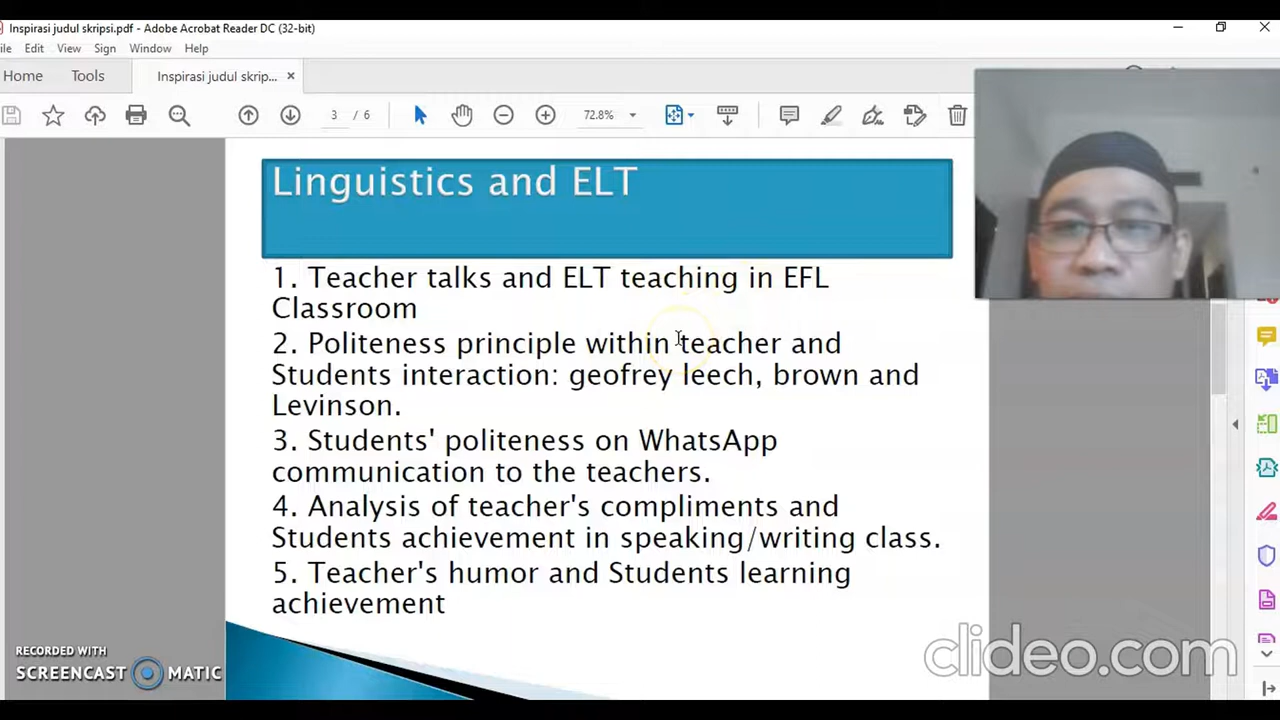 Inspirasi judul skripsi.pdf - Adobe Acrobat Reader DC (32-bit)
ile Edit View Sign Window Help
Home Tools Inspirasi judul skrip... ×
3 / 6 72.8%
Linguistics and ELT
1. Teacher talks and ELT teaching in EFL
Classroom
2. Politeness principle within teacher and
Students interaction: geofrey leech, brown and
Levinson.
3. Students' politeness on WhatsApp
communication to the teachers.
4. Analysis of teacher's compliments and
Students achievement in speaking/writing class.
5. Teacher's humor and Students learning
achievement
RECORDED WITH
SCREENCAST MATIC
clideo.com